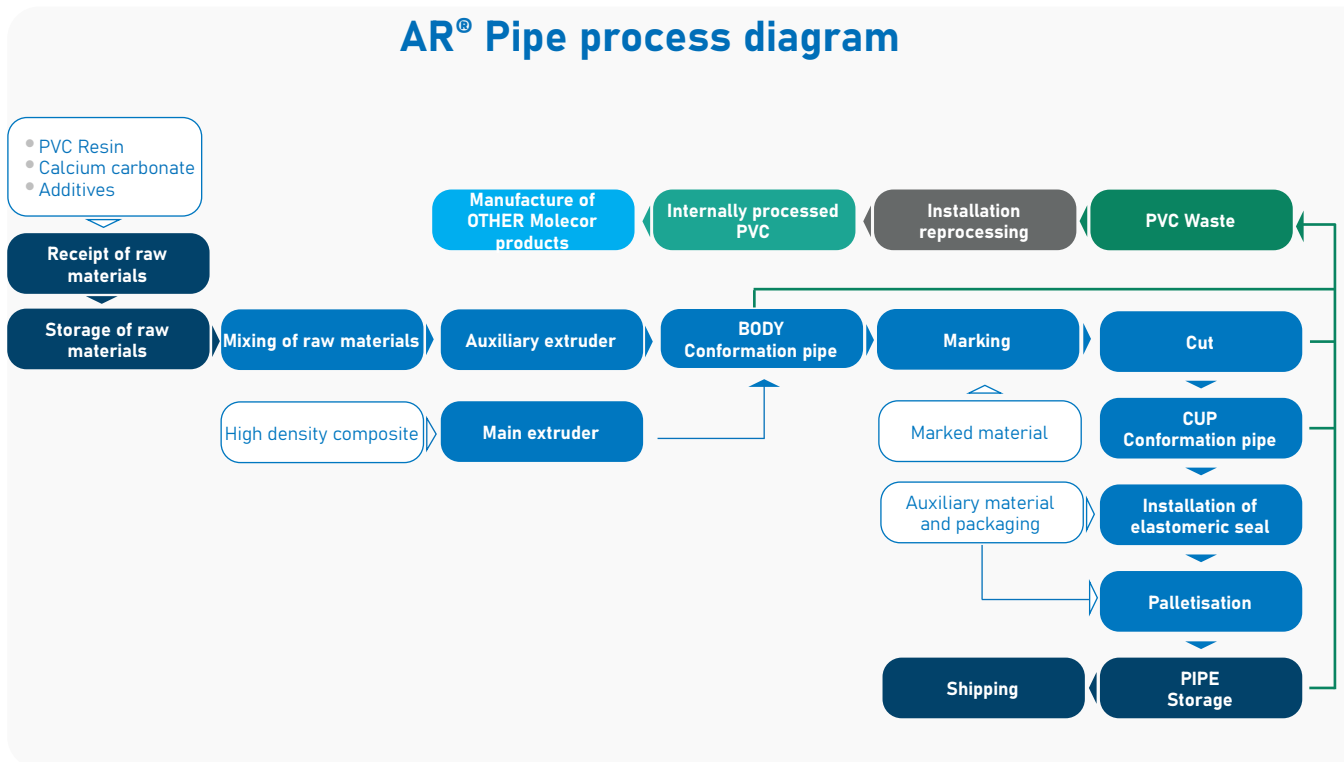 AR® Pipe process diagram
PVC Resin
Calcium carbonate
Additives
Manufacture of
OTHER Molecor
products
Internally processed
PVC
Installation
reprocessing
PVC Waste
Receipt of raw
materials
Storage of raw
materials
Mixing of raw materials
Auxiliary extruder
BODY
Conformation pipe
Marking
Cut
High density composite
Main extruder
Marked material
CUP
Conformation pipe
Auxiliary material
and packaging
Installation of
elastomeric seal
Palletisation
Shipping
PIPE
Storage